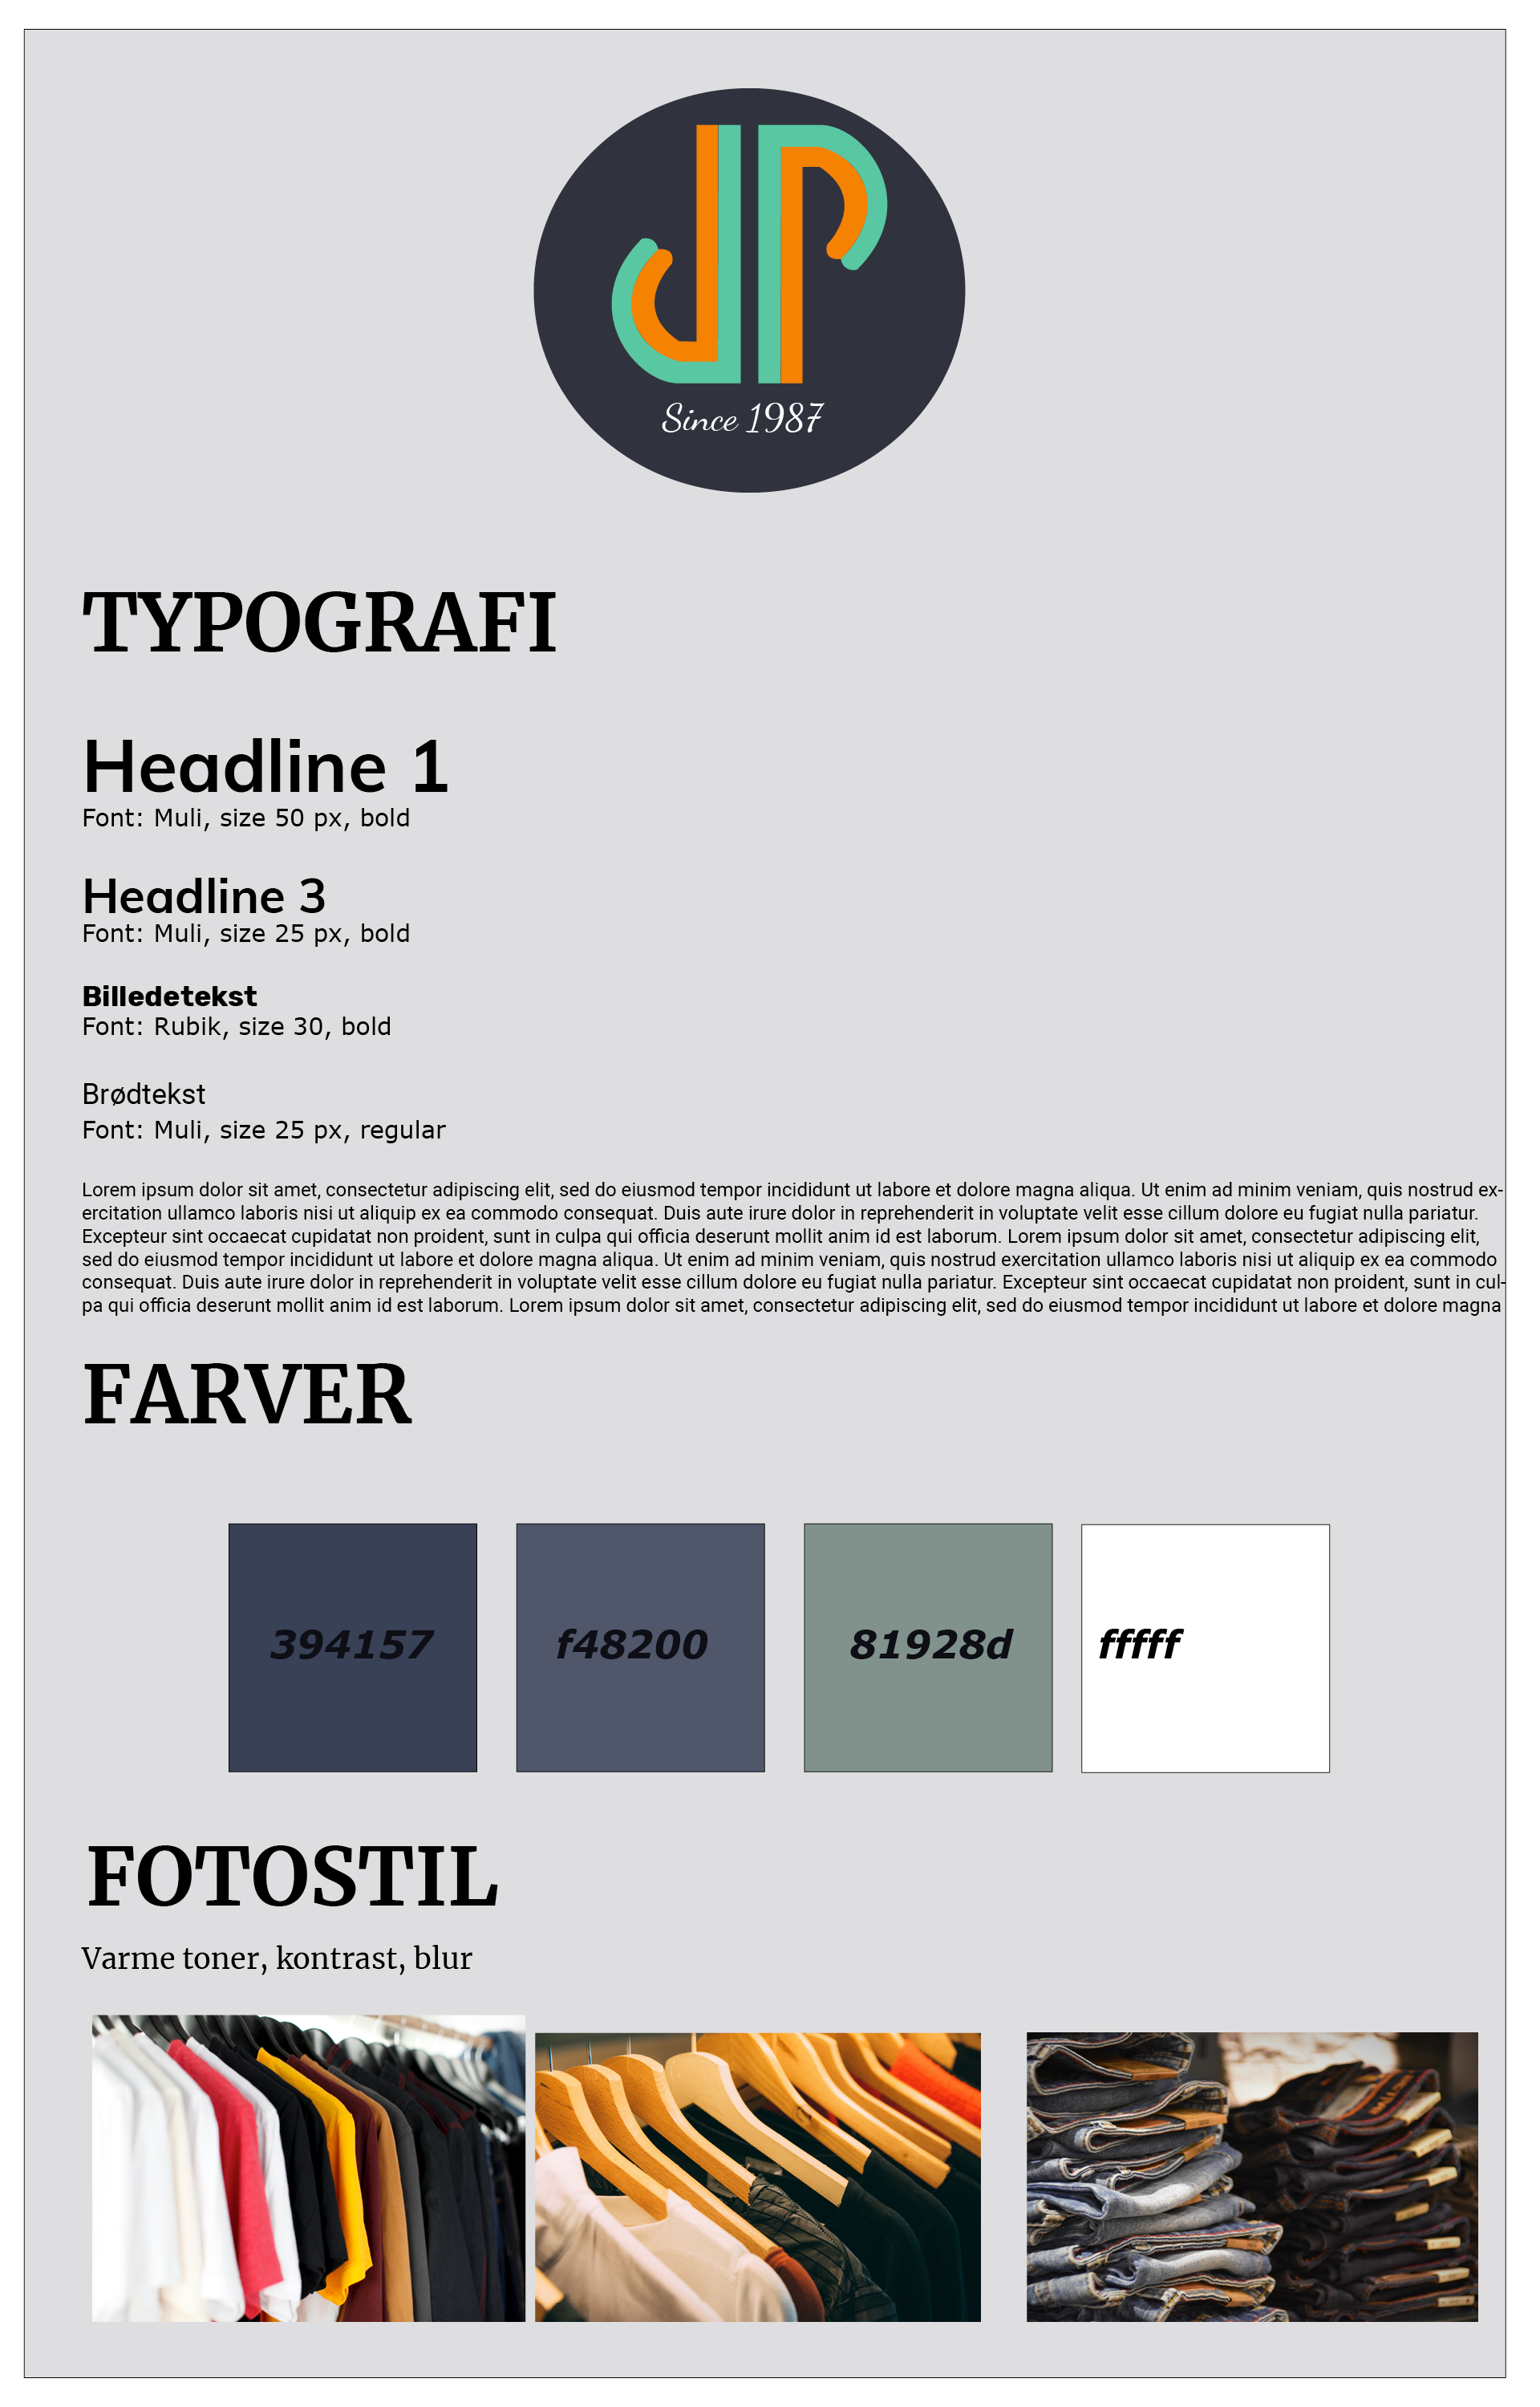 dP
Since 1987
TYPOGRAFI
Headline 1
Font: Muli, size 50 px, bold
Headline 3
Font: Muli, size 25 px, bold
Billedetekst
Font: Rubik, size 30, bold
Brødtekst
Font: Muli, size 25 px, regular
Lorem ipsum dolor sit amet, consectetur adipiscing elit, sed do eiusmod tempor incididunt ut labore et dolore magna aliqua. Ut enim ad minim veniam, quis nostrud ex-
ercitation ullamco laboris nisi ut aliquip ex ea commodo consequat. Duis aute irure dolor in reprehenderit in voluptate velit esse cillum dolore eu fugiat nulla pariatur.
Excepteur sint occaecat cupidatat non proident, sunt in culpa qui officia deserunt mollit anim id est laborum. Lorem ipsum dolor sit amet, consectetur adipiscing elit,
sed do eiusmod tempor incididunt ut labore et dolore magna aliqua. Ut enim ad minim veniam, quis nostrud exercitation ullamco laboris nisi ut aliquip ex ea commodo
consequat. Duis aute irure dolor in reprehenderit in voluptate velit esse cillum dolore eu fugiat nulla pariatur. Excepteur sint occaecat cupidatat non proident, sunt in cul-
pa qui officia deserunt mollit anim id est laborum. Lorem ipsum dolor sit amet, consectetur adipiscing elit, sed do eiusmod tempor incididunt ut labore et dolore magna
FARVER
394157 f48200 81928d fffff
FOTOSTIL
Varme toner, kontrast, blur